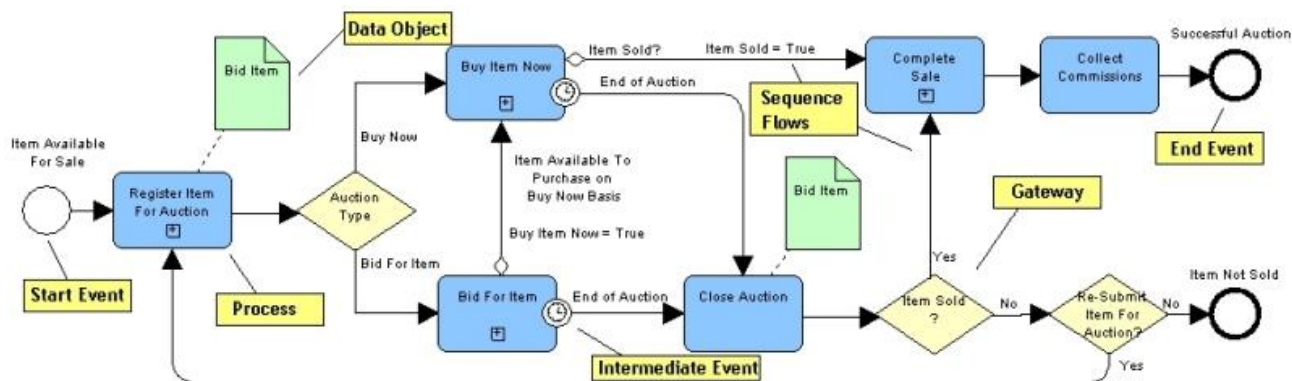 Data Object
Bid Item
Item Available
For Sale
Register Item
For Auction
Start Event
Process
Auction
Type
Buy Now
Bid For Item
Buy Item Now
Item Sold?
Item Sold = True
End of Auction
Item Available To
Purchase on
Buy Now Basis
Buy Item Now = True
Bid For Item
End of Auction
Intermediate Event
Sequence
Flows
Bid Item
Close Auction
Complete
Sale
Collect
Commissions
Successful Auction
End Event
Gateway
Yes
Item Sold
?
No
Re-Submit
Item For
Auction?
No
Yes
Item Not Sold